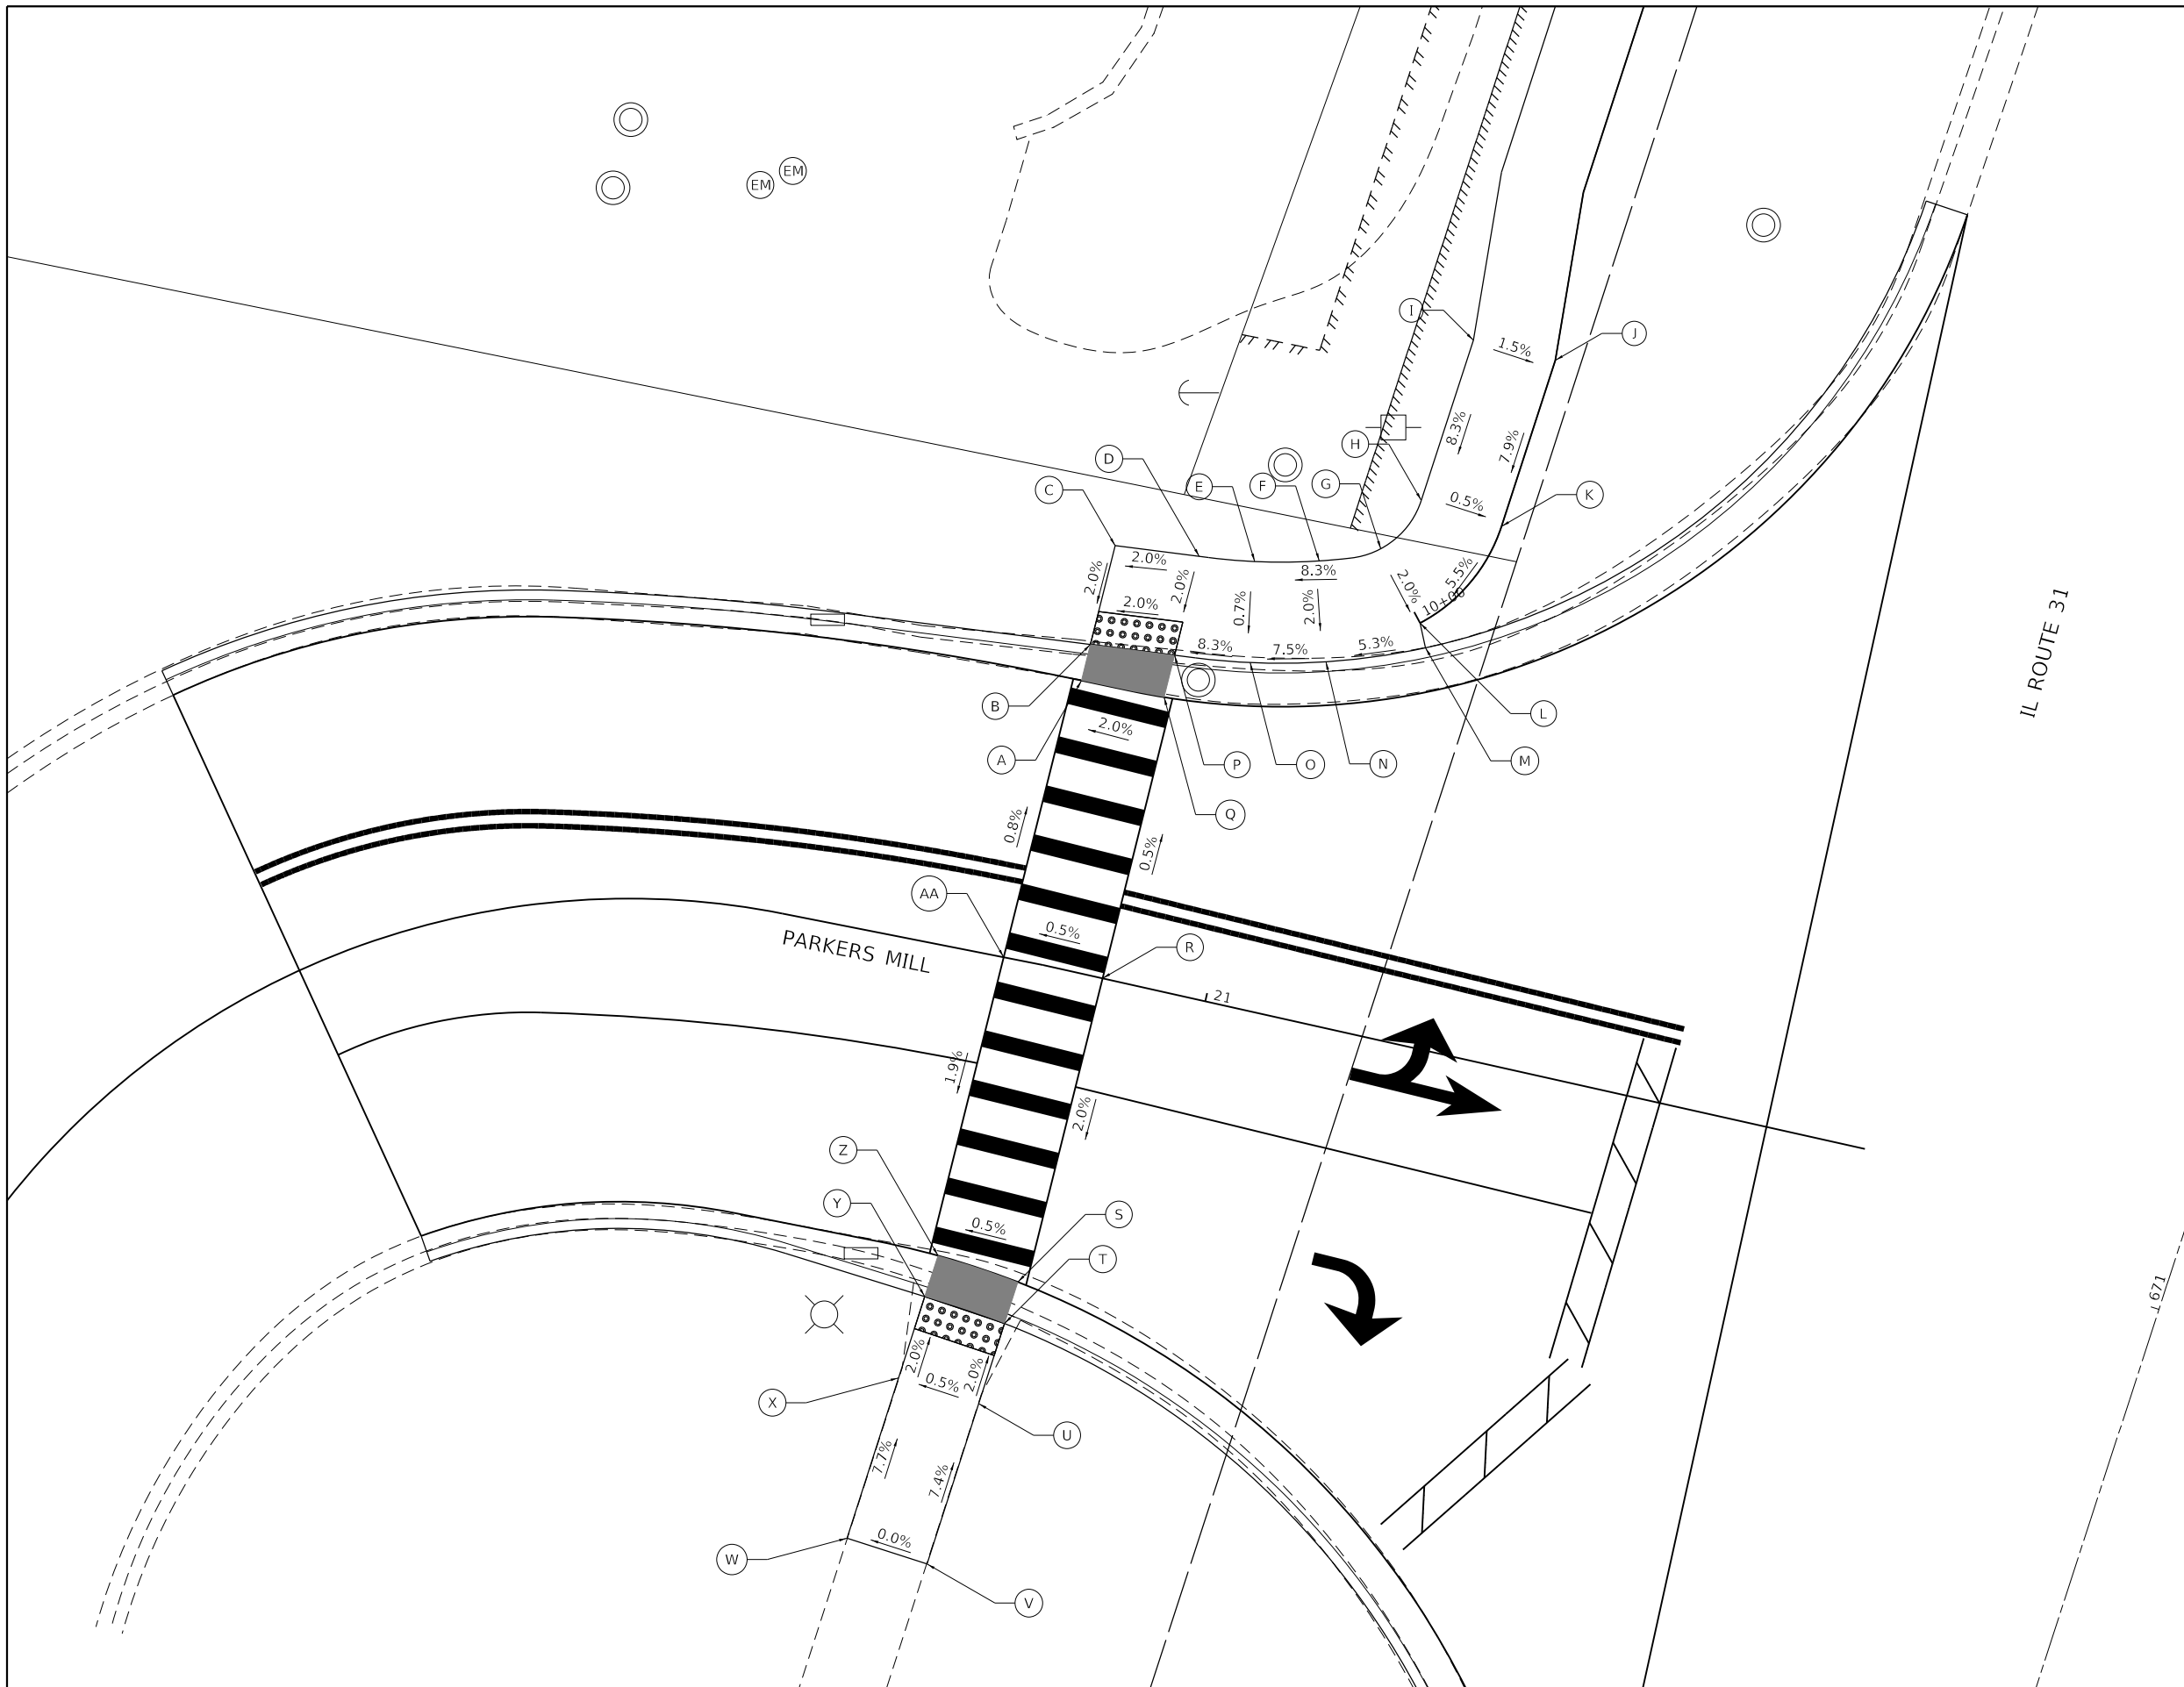 EM
EM
I
J
1.5%
8.3%
7.9%
H
D
C
E
F
G
0.5%
K
2.0%
2.0%
2.0%
8.3%
2.0%
5.5%
10+00
2.0%
0.7%
2.0%
8.3%
7.5%
5.3%
IL ROUTE 31
B
L
2.0%
A
P
O
N
M
Q
0.8%
0.5%
AA
0.5%
R
PARKERS MILL
21
1.9%
2.0%
Z
Y
S
0.5%
T
671
2.0%
2.0%
0.5%
X
U
7.7%
7.4%
0.0%
W
V